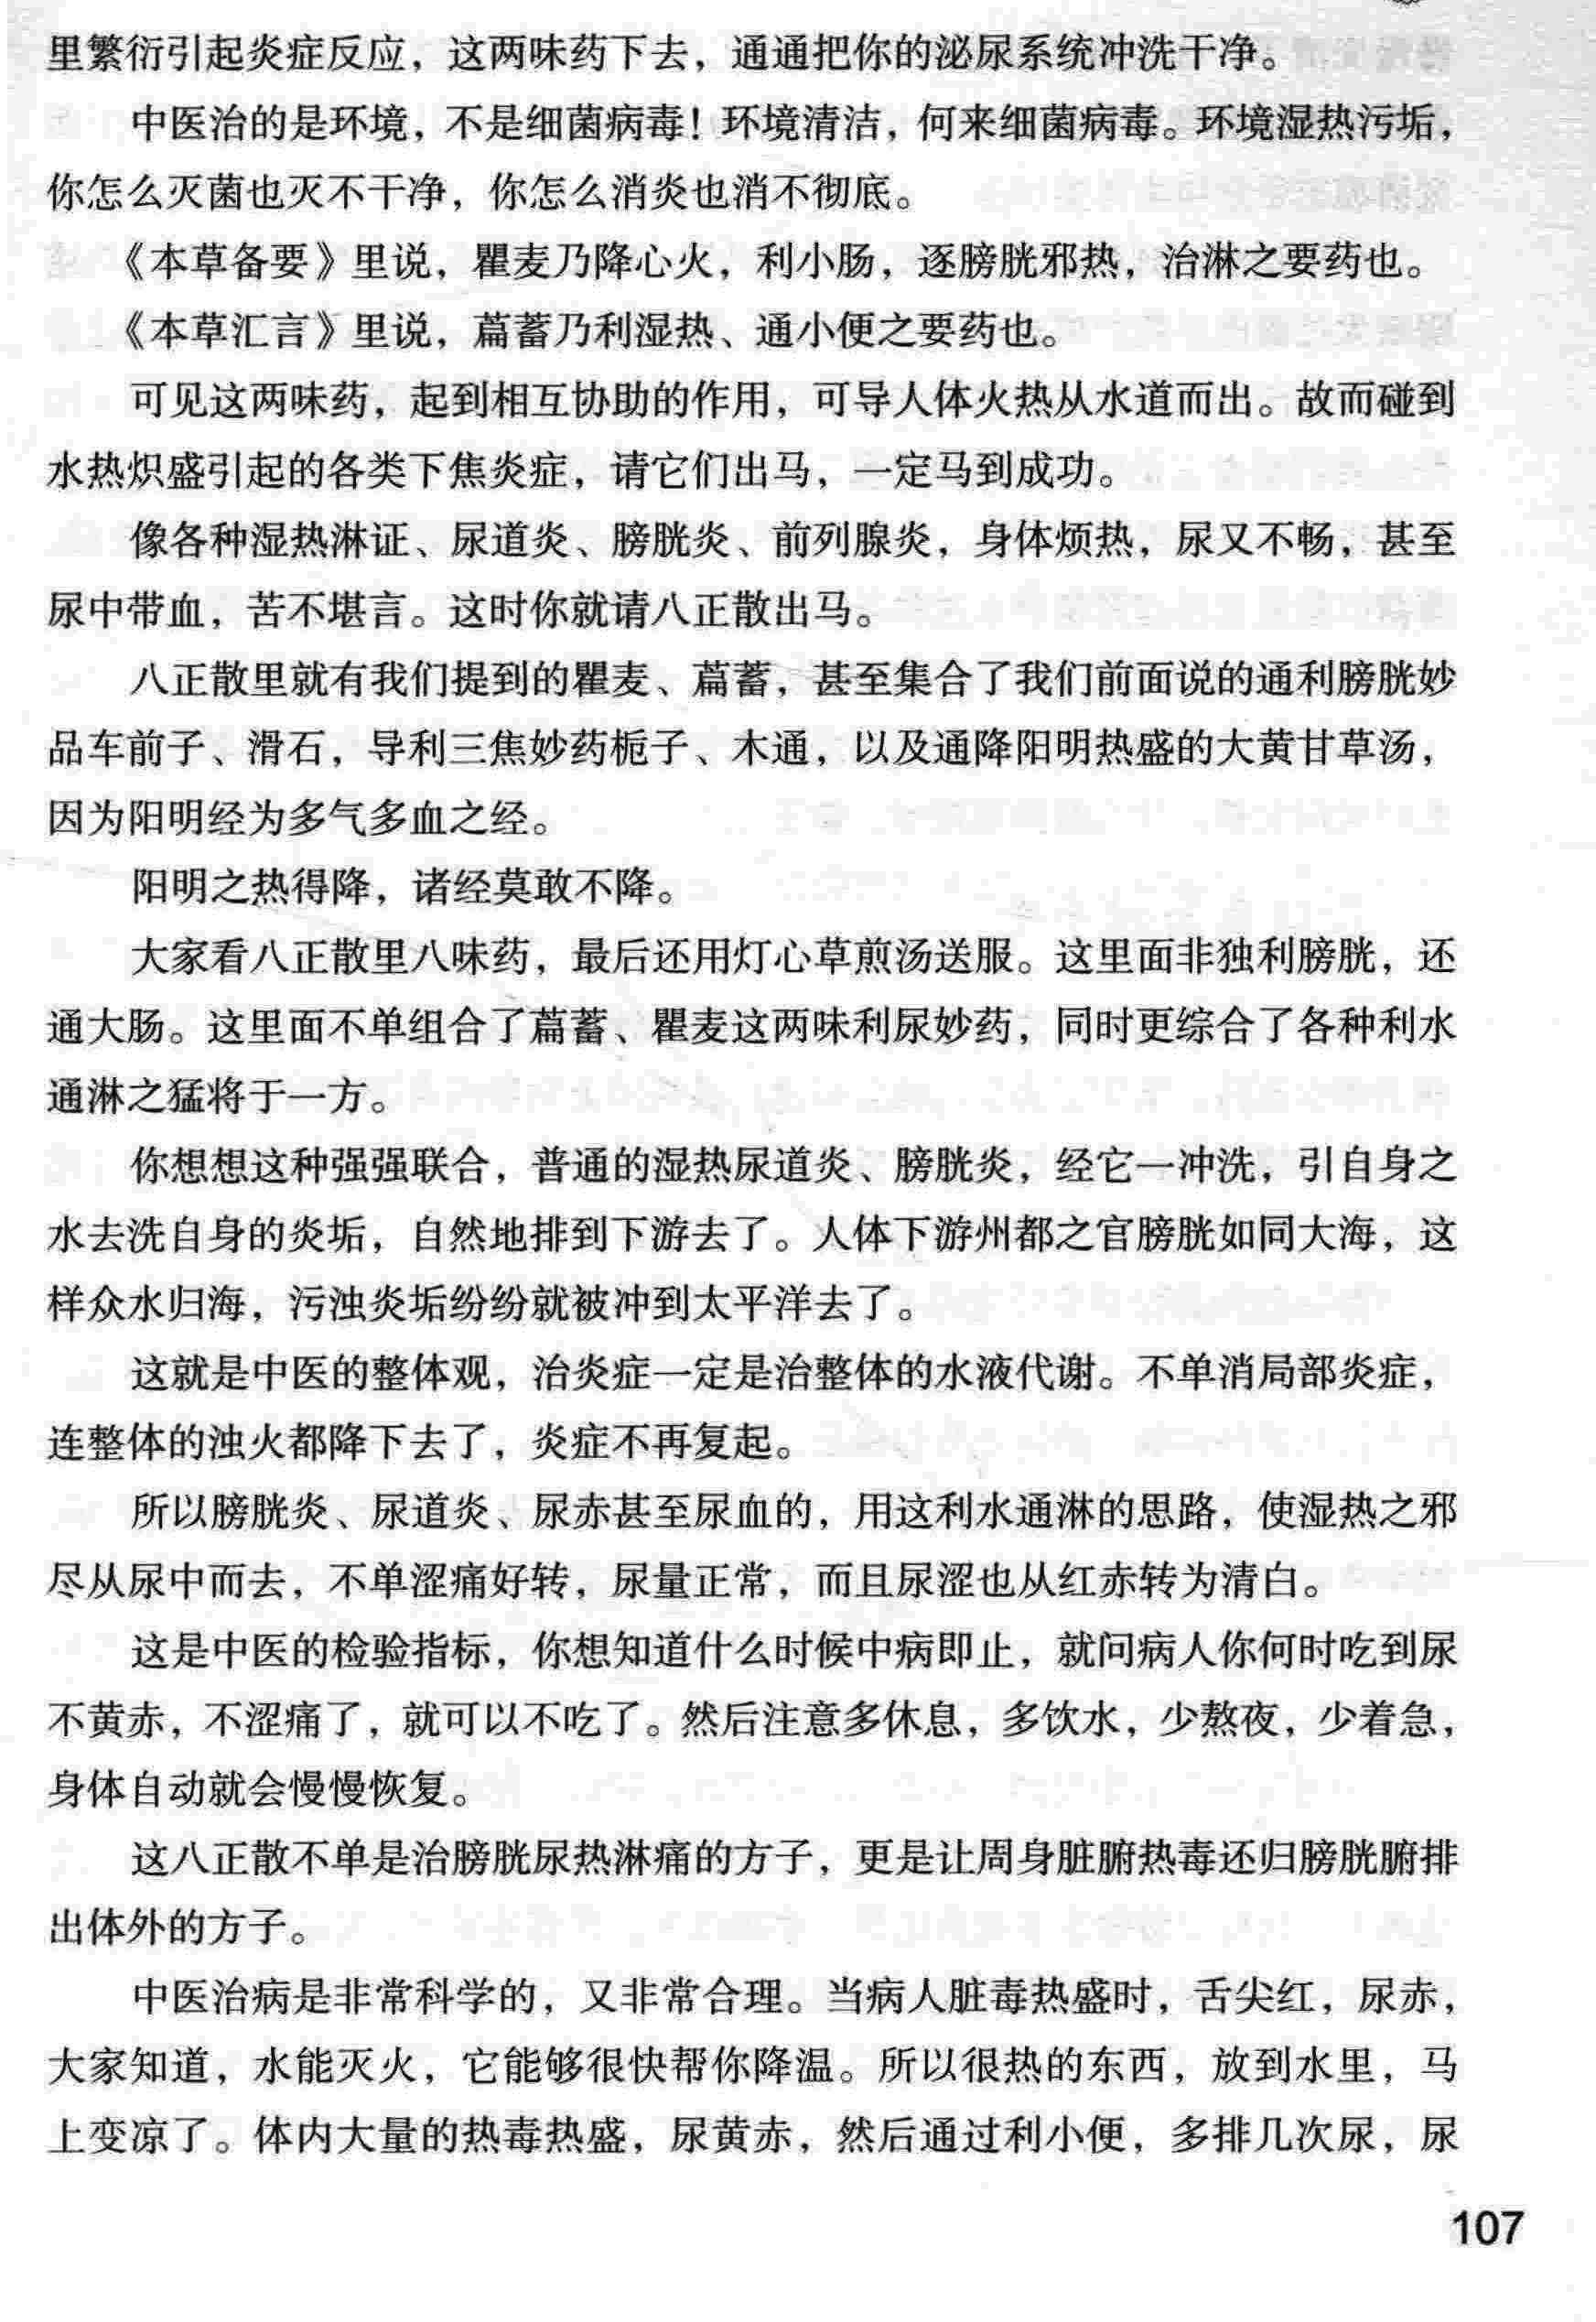 里繁衍引起炎症反应，这两味药下去，通通把你的泌尿系统冲洗干净。
中医治的是环境，不是细菌病毒！环境清洁，何来细菌病毒。环境湿热污垢，
你怎么灭菌也灭不干净，你怎么消炎也消不彻底。
《本草备要》里说，瞿麦乃降心火，利小肠，逐膀胱邪热，治淋之要药也。
《本草汇言》里说，萹蓄乃利湿热、通小便之要药也。
可见这两味药，起到相互协助的作用，可导人体火热从水道而出。故而碰到
水热炽盛引起的各类下焦炎症，请它们出马，一定马到成功。
像各种湿热淋证、尿道炎、膀胱炎、前列腺炎，身体烦热，尿又不畅，甚至
尿中带血，苦不堪言。这时你就请八正散出马。
八正散里就有我们提到的瞿麦、萹蓄，甚至集合了我们前面说的通利膀胱妙
品车前子、滑石，导利三焦妙药栀子、木通，以及通降阳明热盛的大黄甘草汤，
因为阳明经为多气多血之经。
阳明之热得降，诸经莫敢不降。
大家看八正散里八味药，最后还用灯心草煎汤送服。这里面非独利膀胱，还
通大肠。这里面不单组合了萹蓄、瞿麦这两味利尿妙药，同时更综合了各种利水
通淋之猛将于一方。
你想想这种强强联合，普通的湿热尿道炎、膀胱炎，经它一冲洗，引自身之
水去洗自身的炎垢，自然地排到下游去了。人体下游州都之官膀胱如同大海，这
样众水归海，污浊炎垢纷纷就被冲到太平洋去了。
这就是中医的整体观，治炎症一定是治整体的水液代谢。不单消局部炎症，
连整体的浊火都降下去了，炎症不再复起。
所以膀胱炎、尿道炎、尿赤甚至尿血的，用这利水通淋的思路，使湿热之邪
尽从尿中而去，不单涩痛好转，尿量正常，而且尿涩也从红赤转为清白。
这是中医的检验指标，你想知道什么时候中病即止，就问病人你何时吃到尿
不黄赤，不涩痛了，就可以不吃了。然后注意多休息，多饮水，少熬夜，少着急，
身体自动就会慢慢恢复。
这八正散不单是治膀胱尿热淋痛的方子，更是让周身脏腑热毒还归膀胱腑排
出体外的方子。
中医治病是非常科学的，又非常合理。当病人脏毒热盛时，舌尖红，尿赤，
大家知道，水能灭火，它能够很快帮你降温。所以很热的东西，放到水里，马
上变凉了。体内大量的热毒热盛，尿黄赤，然后通过利小便，多排几次尿，尿
107